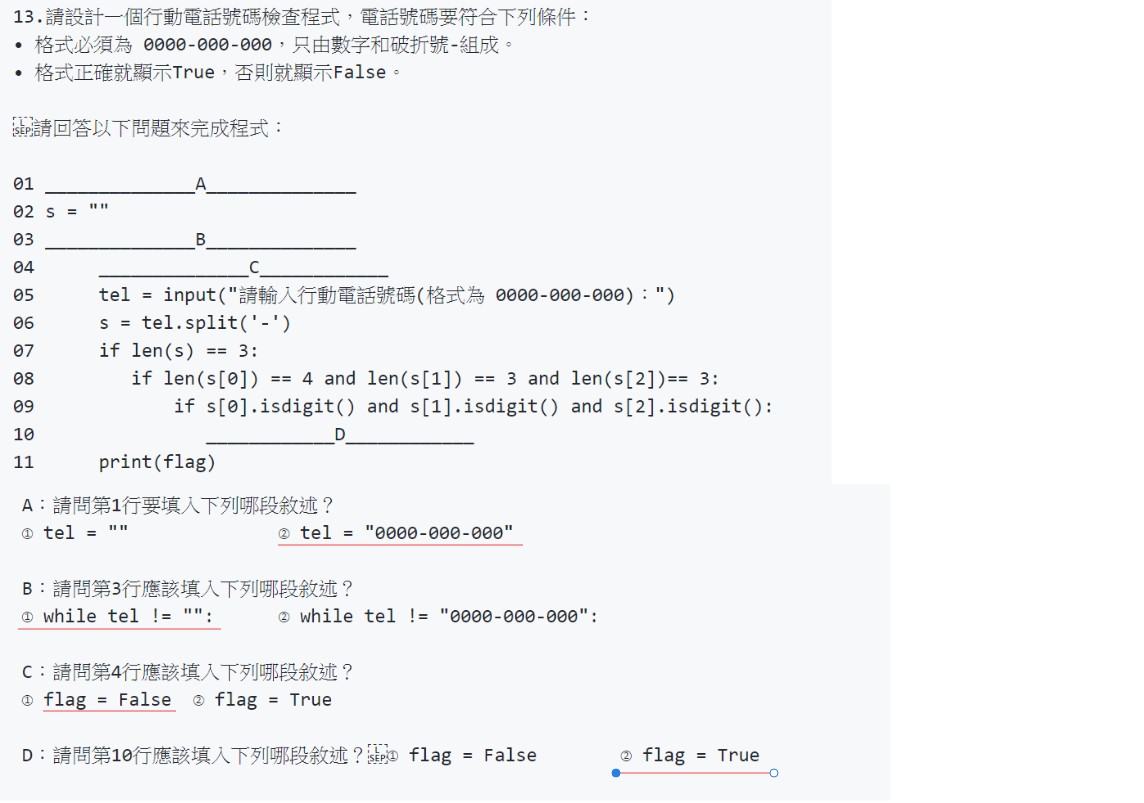 13.請設計一個行動電話號碼檢查程式，電話號碼要符合下列條件：
• 格式必須為 0000-000-000，只由數字和破折號-組成。
• 格式正確就顯示True，否則就顯示False。
LSEP請回答以下問題來完成程式：
01 ______________A______________
02 s = ""
03 ______________B______________
04 ______________C____________
05 tel = input("請輸入行動電話號碼(格式為 0000-000-000)：")
06 s = tel.split('-')
07 if len(s) == 3:
08 if len(s[0]) == 4 and len(s[1]) == 3 and len(s[2])== 3:
09 if s[0].isdigit() and s[1].isdigit() and s[2].isdigit():
10 ____________D____________
11 print(flag)
A：請問第1行要填入下列哪段敘述？
① tel = "" ② tel = "0000-000-000"
B：請問第3行應該填入下列哪段敘述？
① while tel != "": ② while tel != "0000-000-000":
C：請問第4行應該填入下列哪段敘述？
① flag = False ② flag = True
D：請問第10行應該填入下列哪段敘述？LSEP① flag = False ② flag = True